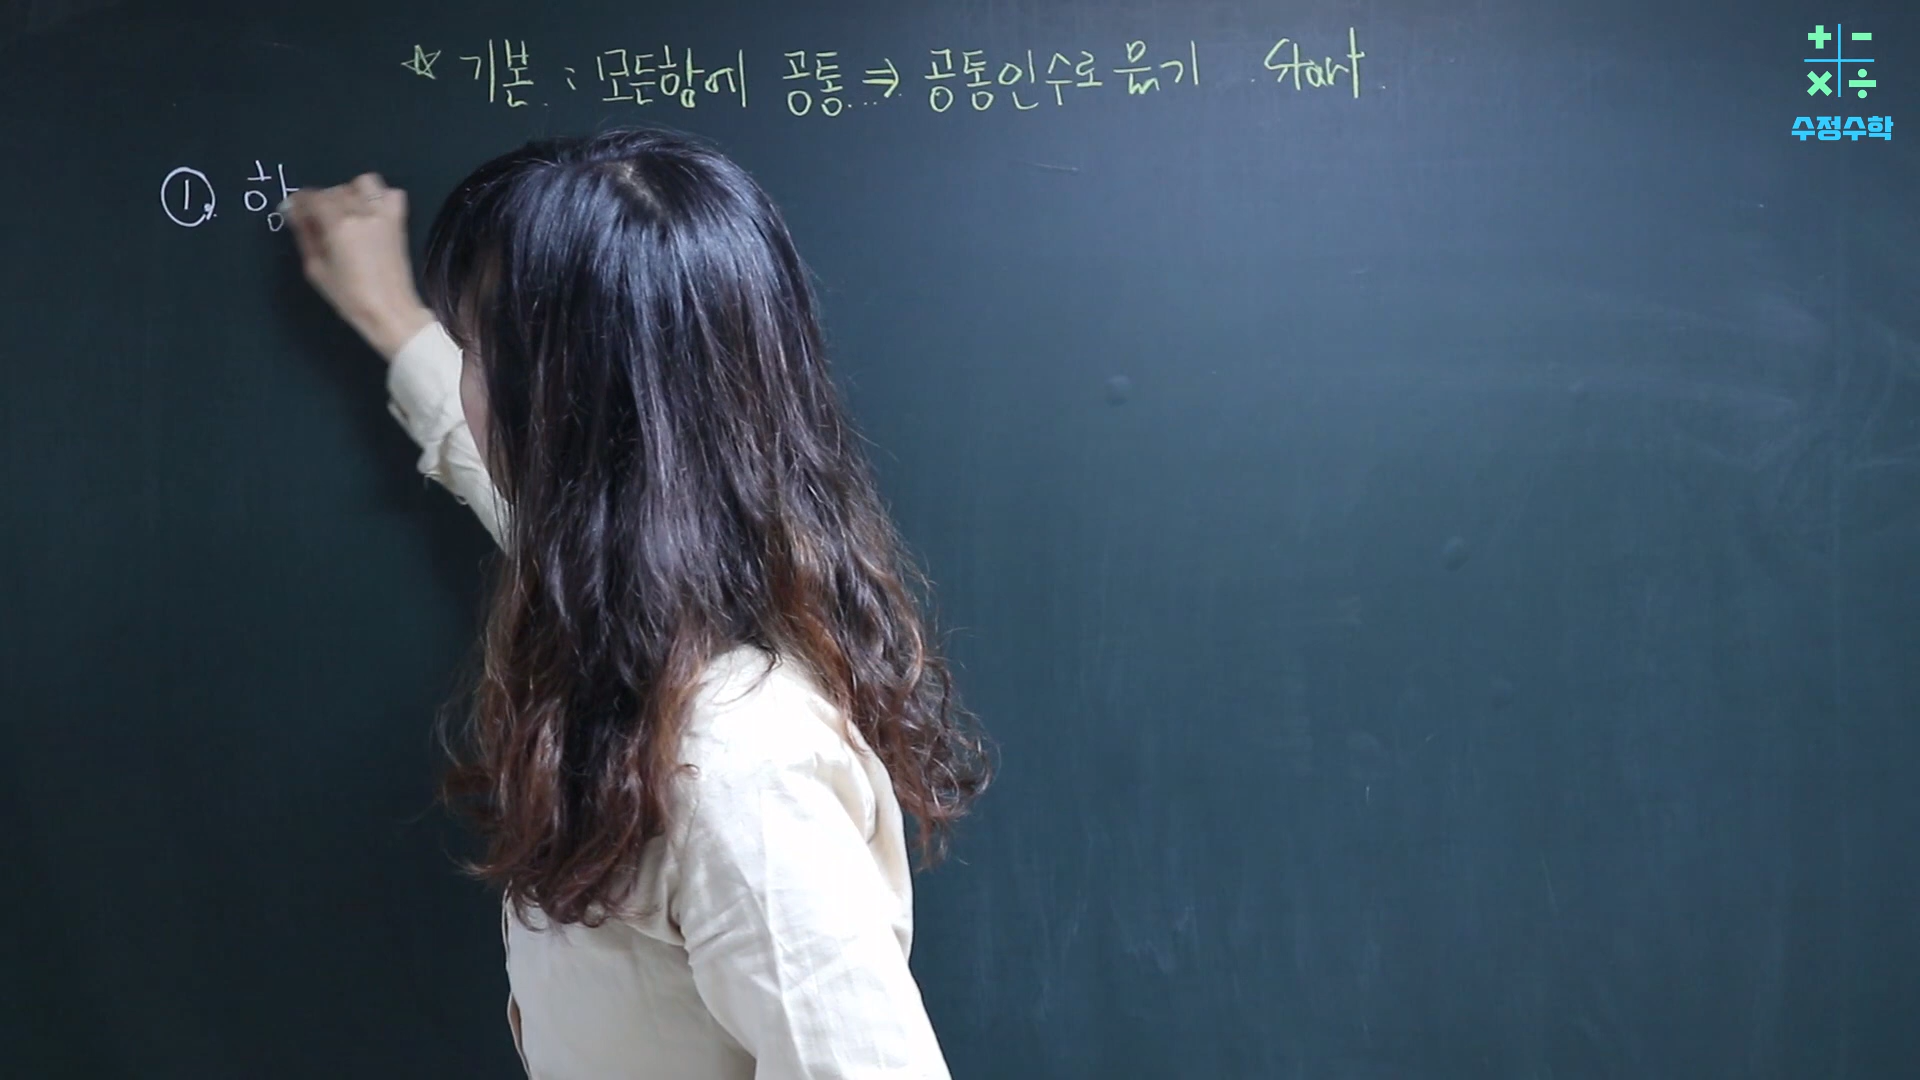 ☆ 기본 : 모든항에 공통 ⇒ 공통인수로 묶기 Start
① 항
+ - × ÷
수정수학